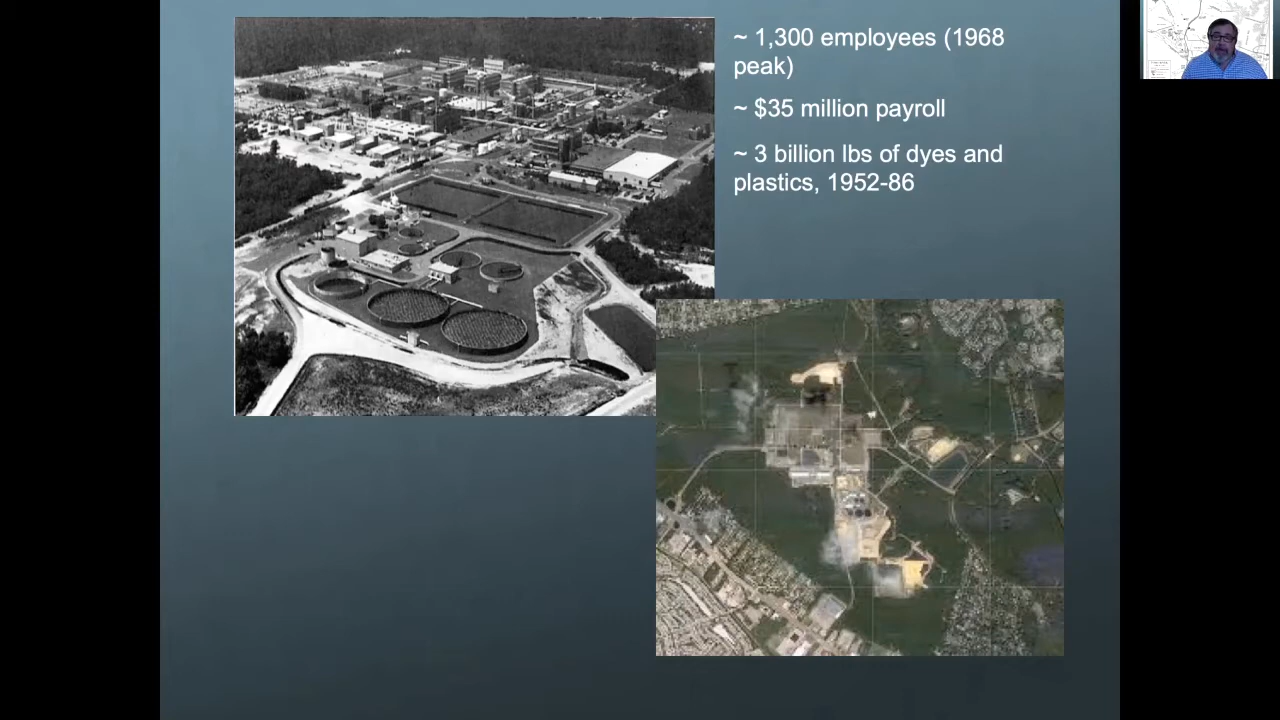 ~ 1,300 employees (1968
peak)
~ $35 million payroll
~ 3 billion lbs of dyes and
plastics, 1952-86